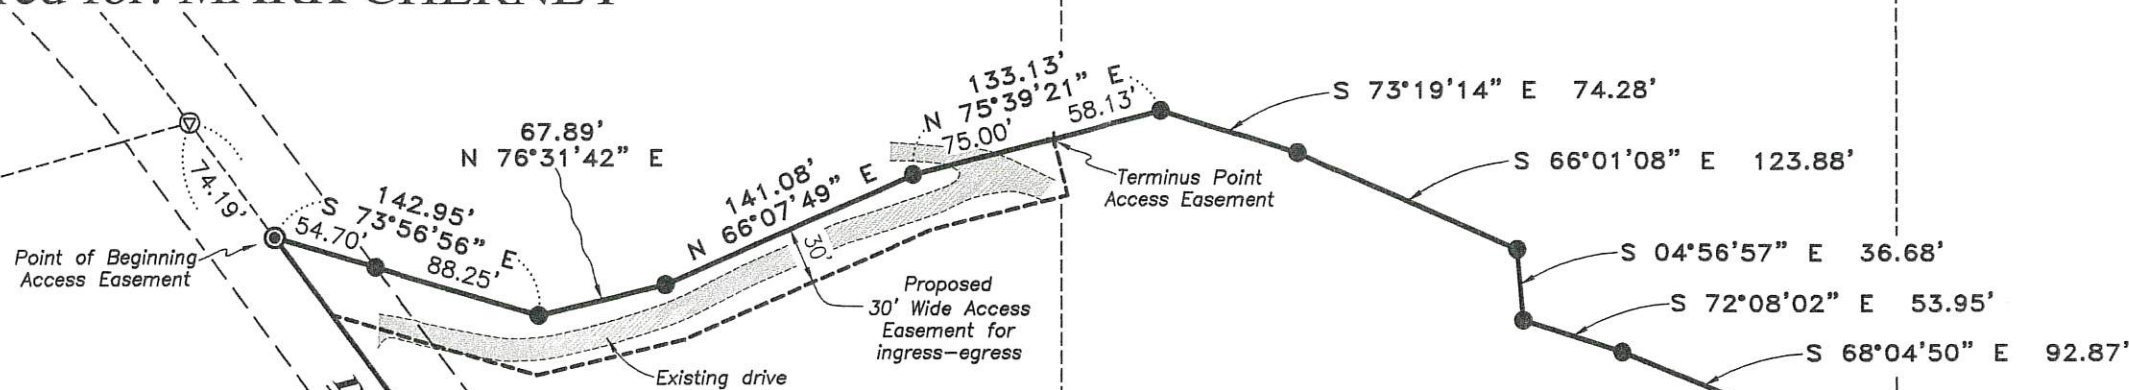 MARK CHERNEY
74.19'
Point of Beginning
Access Easement
142.95'
S 73°56'56" E
54.70'
88.25'
67.89'
N 76°31'42" E
141.08'
N 66°07'49" E
30'
133.13'
N 75°39'21" E
75.00'
58.13'
Terminus Point
Access Easement
Proposed
30' Wide Access
Easement for
ingress-egress
Existing drive
S 73°19'14" E 74.28'
S 66°01'08" E 123.88'
S 04°56'57" E 36.68'
S 72°08'02" E 53.95'
S 68°04'50" E 92.87'